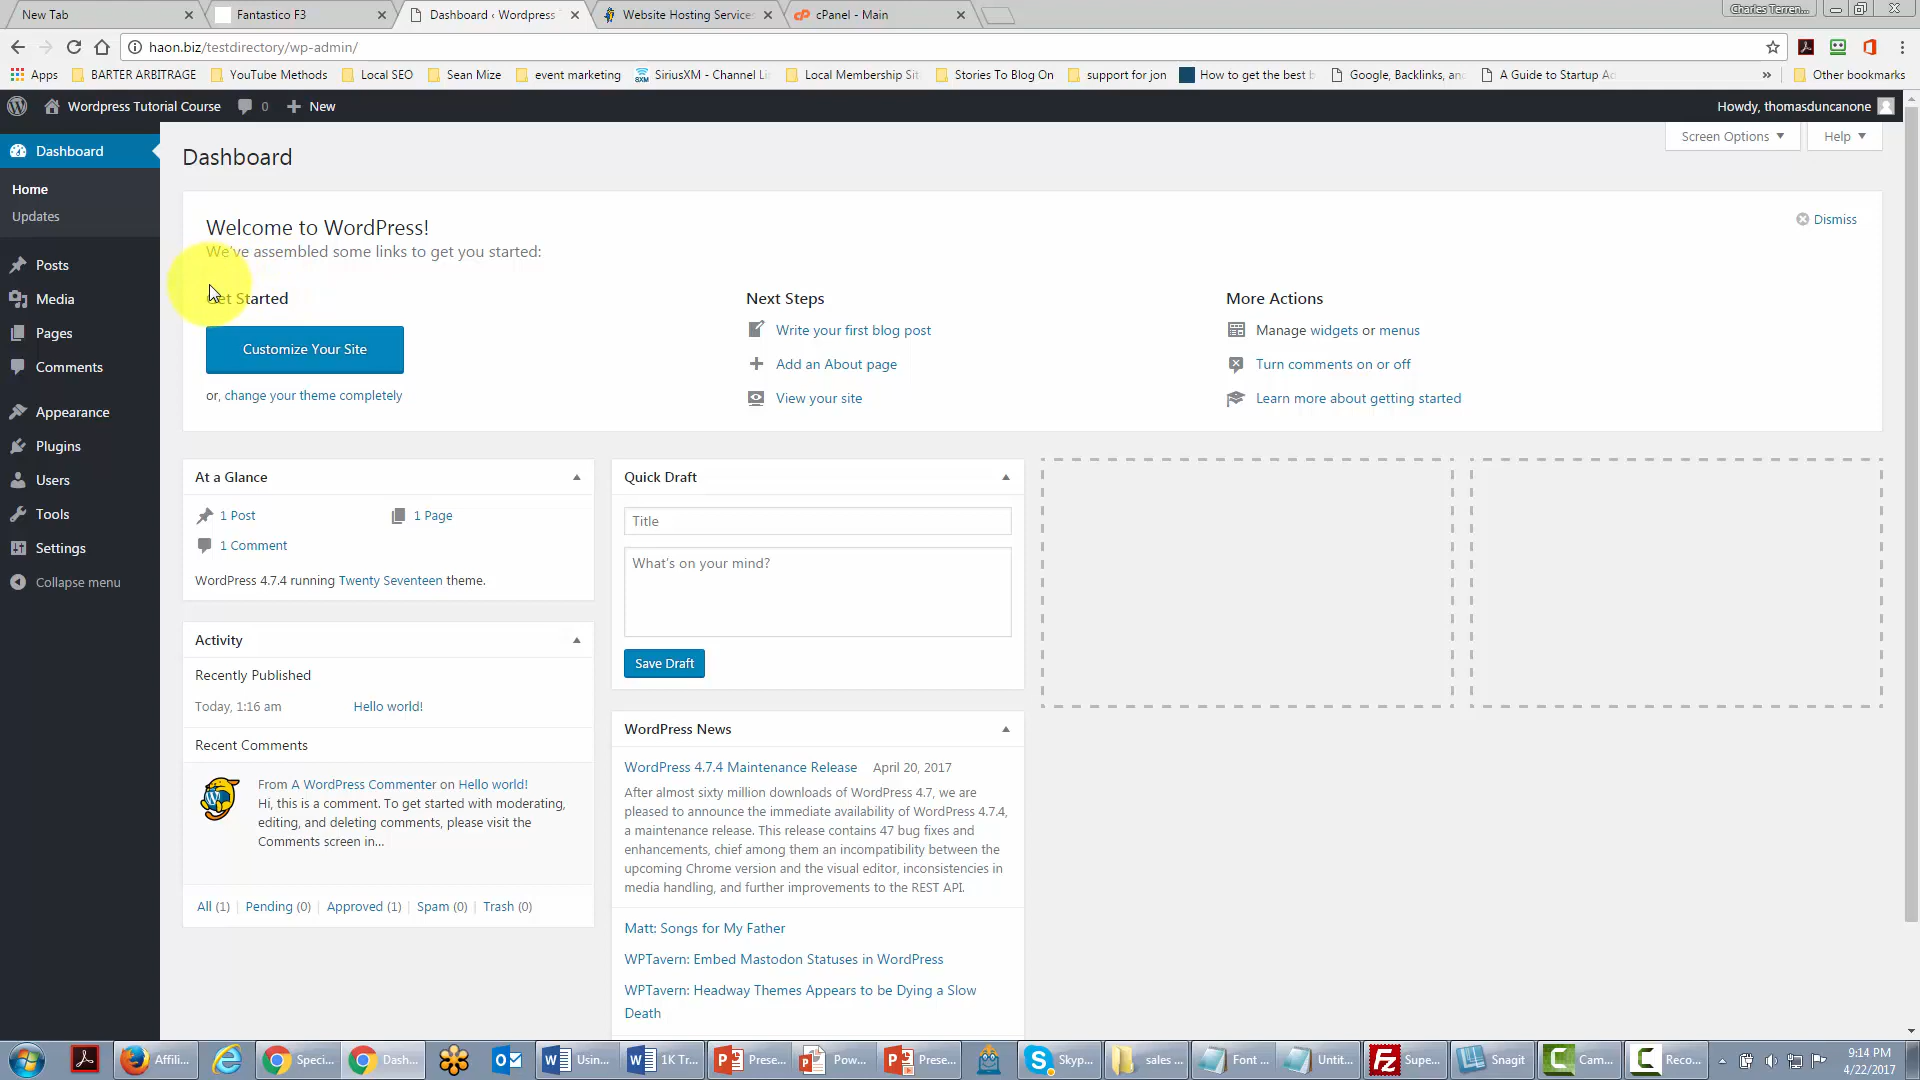 New Tab
Fantastico F3
Dashboard ‹ Wordpress
Website Hosting Service
cPanel - Main
Charles Terren...
haon.biz/testdirectory/wp-admin/
Apps
BARTER ARBITRAGE
YouTube Methods
Local SEO
Sean Mize
event marketing
SiriusXM - Channel Li
Local Membership Sit
Stories To Blog On
support for jon
How to get the best b
Google, Backlinks, an
A Guide to Startup Ad
»
Other bookmarks
Wordpress Tutorial Course
0
New
Howdy, thomasduncanone
Dashboard
Home
Updates
Posts
Media
Pages
Comments
Appearance
Plugins
Users
Tools
Settings
Collapse menu
Screen Options
Help
Dashboard
Welcome to WordPress!
We've assembled some links to get you started:
Dismiss
Get Started
Customize Your Site
or, change your theme completely
Next Steps
Write your first blog post
Add an About page
View your site
More Actions
Manage widgets or menus
Turn comments on or off
Learn more about getting started
At a Glance
1 Post
1 Page
1 Comment
WordPress 4.7.4 running Twenty Seventeen theme.
Activity
Recently Published
Today, 1:16 am
Hello world!
Recent Comments
From A WordPress Commenter on Hello world!
Hi, this is a comment. To get started with moderating,
editing, and deleting comments, please visit the
Comments screen in...
All (1) | Pending (0) | Approved (1) | Spam (0) | Trash (0)
Quick Draft
Title
What's on your mind?
Save Draft
WordPress News
WordPress 4.7.4 Maintenance Release
April 20, 2017
After almost sixty million downloads of WordPress 4.7, we are
pleased to announce the immediate availability of WordPress 4.7.4,
a maintenance release. This release contains 47 bug fixes and
enhancements, chief among them an incompatibility between the
upcoming Chrome version and the visual editor, inconsistencies in
media handling, and further improvements to the REST API.
Matt: Songs for My Father
WPTavern: Embed Mastodon Statuses in WordPress
WPTavern: Headway Themes Appears to be Dying a Slow
Death
Affili...
Speci...
Dash...
Usin...
1K Tr...
Prese...
Pow...
Prese...
Skyp...
sales ...
Font ...
Untit...
Supe...
Snagit
Cam...
Reco...
9:14 PM
4/22/2017